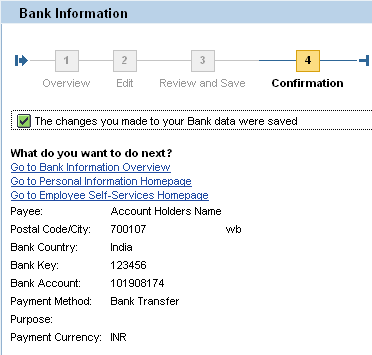 Bank Information
1 2 3 4
Overview Edit Review and Save Confirmation
The changes you made to your Bank data were saved
What do you want to do next?
Go to Bank Information Overview
Go to Personal Information Homepage
Go to Employee Self-Services Homepage
Payee: Account Holders Name
Postal Code/City: 700107 wb
Bank Country: India
Bank Key: 123456
Bank Account: 101908174
Payment Method: Bank Transfer
Purpose:
Payment Currency: INR